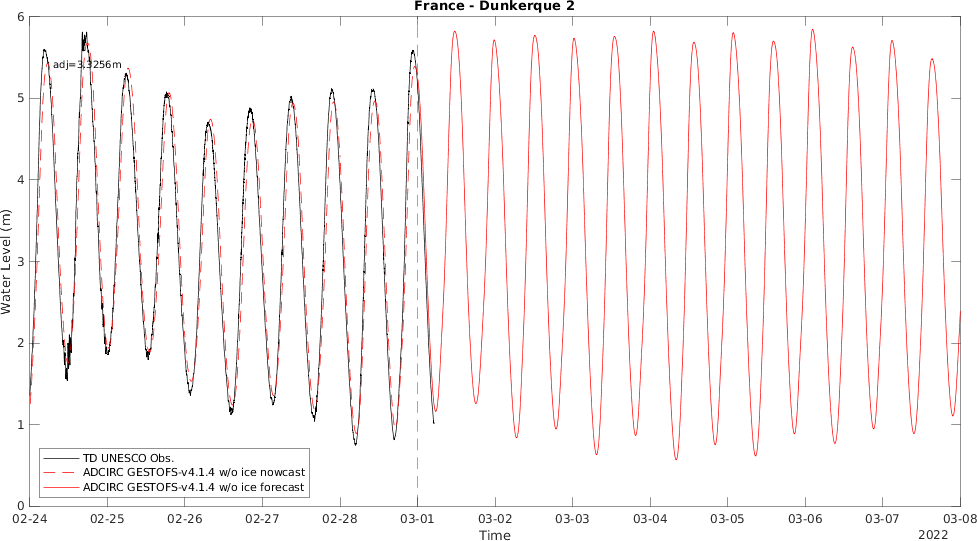 France - Dunkerque 2
6
adj=3.3256m
5
4
3
2
1
0
Water Level (m)
TD UNESCO Obs.
ADCIRC GESTOFS-v4.1.4 w/o ice nowcast
ADCIRC GESTOFS-v4.1.4 w/o ice forecast
02-24 02-25 02-26 02-27 02-28 03-01 03-02 03-03 03-04 03-05 03-06 03-07 03-08
Time
2022